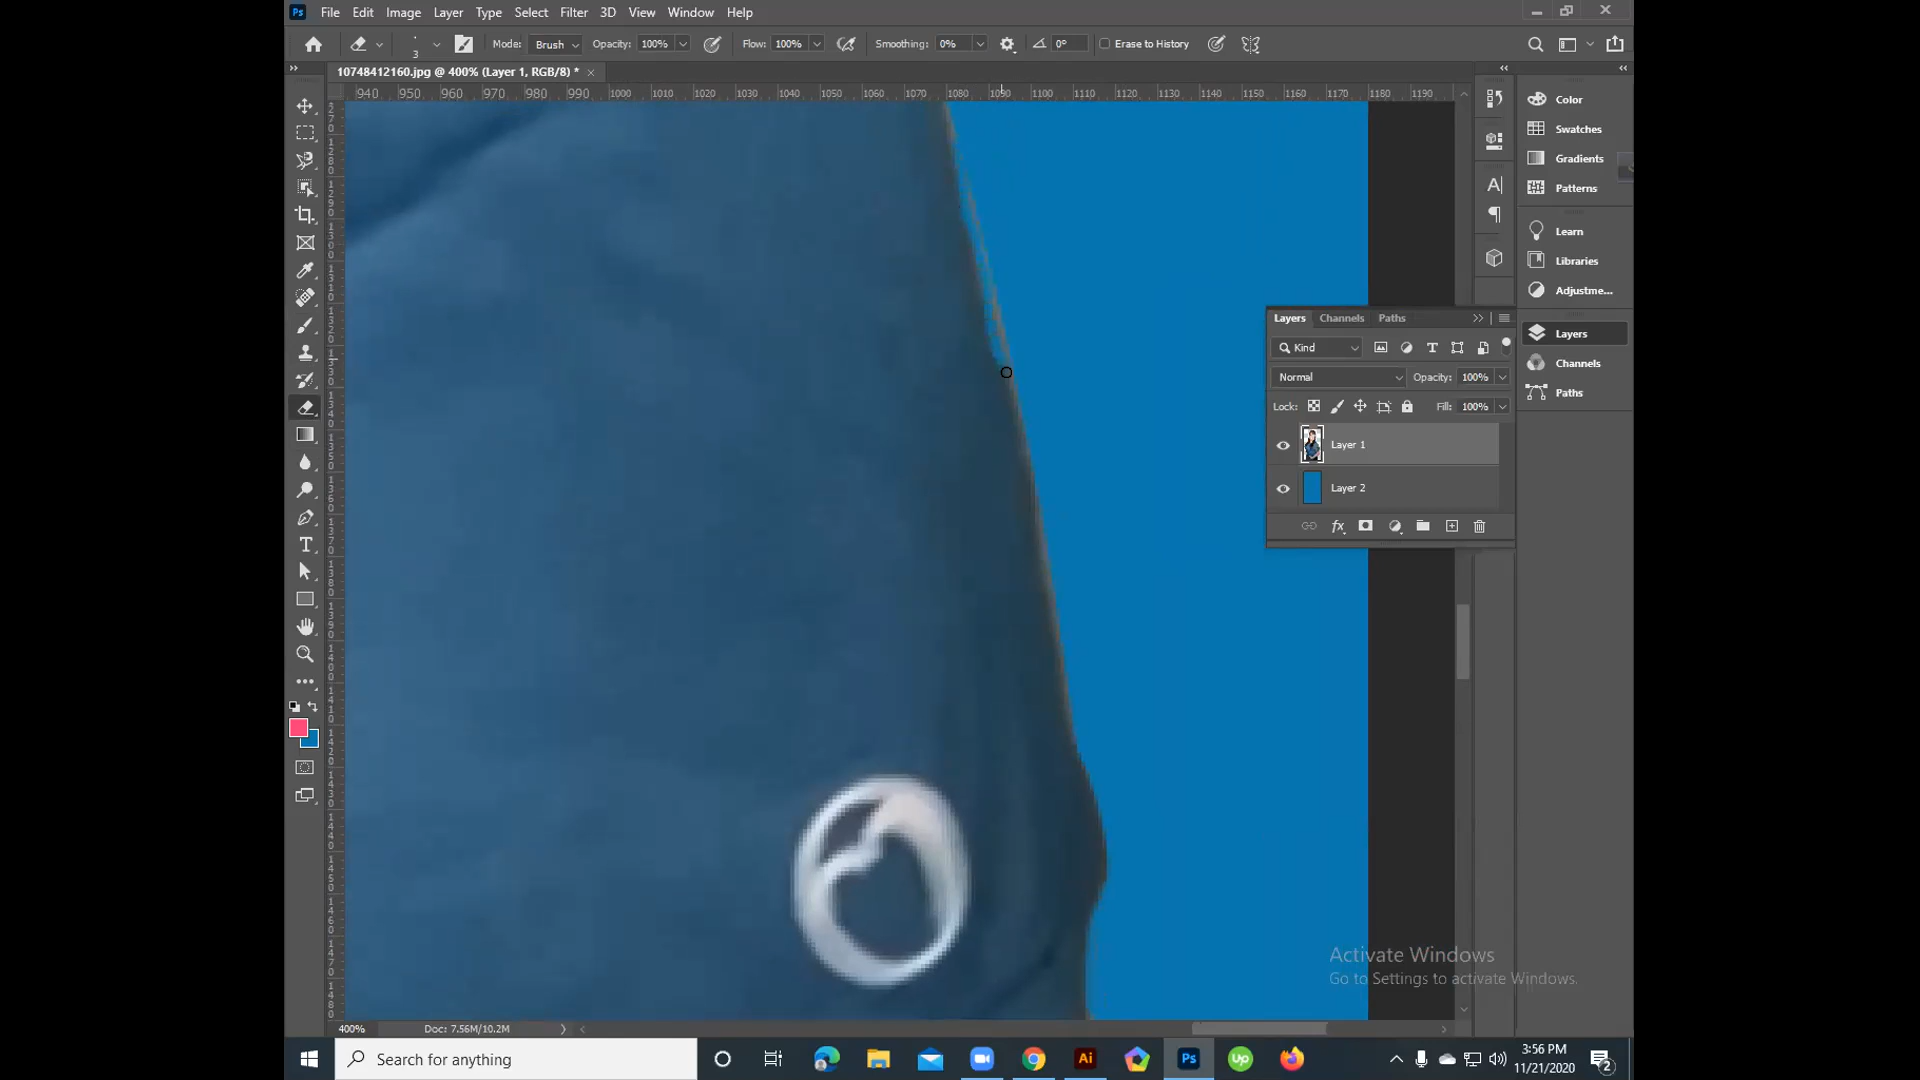 File Edit Image Layer Type Select Filter 3D View Window Help
3 Mode: Brush Opacity: 100% Flow: 100% Smoothing: 0% 0° Erase to History
10748412160.jpg @ 400% (Layer 1, RGB/8) *
940 950 960 970 980 990 1000 1010 1020 1030 1040 1050 1060 1070 1080 1090 1100 1110 1120 1130 1140 1150 1160 1170 1180 1190
Color
Swatches
Gradients
Patterns
Learn
Libraries
Adjustme...
Layers
Channels
Paths
Layers Channels Paths
Kind
Normal Opacity: 100%
Lock: Fill: 100%
Layer 1
Layer 2
Activate Windows
Go to Settings to activate Windows.
400% Doc: 7.56M/10.2M
Search for anything
Ai Ps Up
3:56 PM
11/21/2020
2